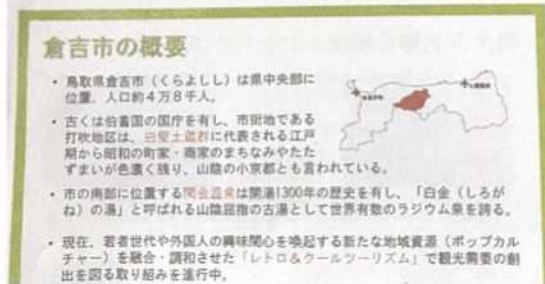 倉吉市の概要
・鳥取県倉吉市（くらよしし）は県中央部に
位置。人口約４万８千人。
・古くは伯耆国の国庁を有し、市街地である
打吹地区は、白壁土蔵群に代表される江戸
期から昭和の町家・商家のまちなみやたた
ずまいが色濃く残り、山陰の小京都とも言われている。
・市の南部に位置する関金温泉は開湯1300年の歴史を有し、「白金（しろが
ね）の湯」と呼ばれる山陰屈指の古湯として世界有数のラジウム泉を誇る。
・現在、若者世代や外国人の興味関心を喚起する新たな地域資源（ポップカル
チャー）を融合・調和させた「レトロ＆クールツーリズム」で観光需要の創
出を図る取り組みを進行中。